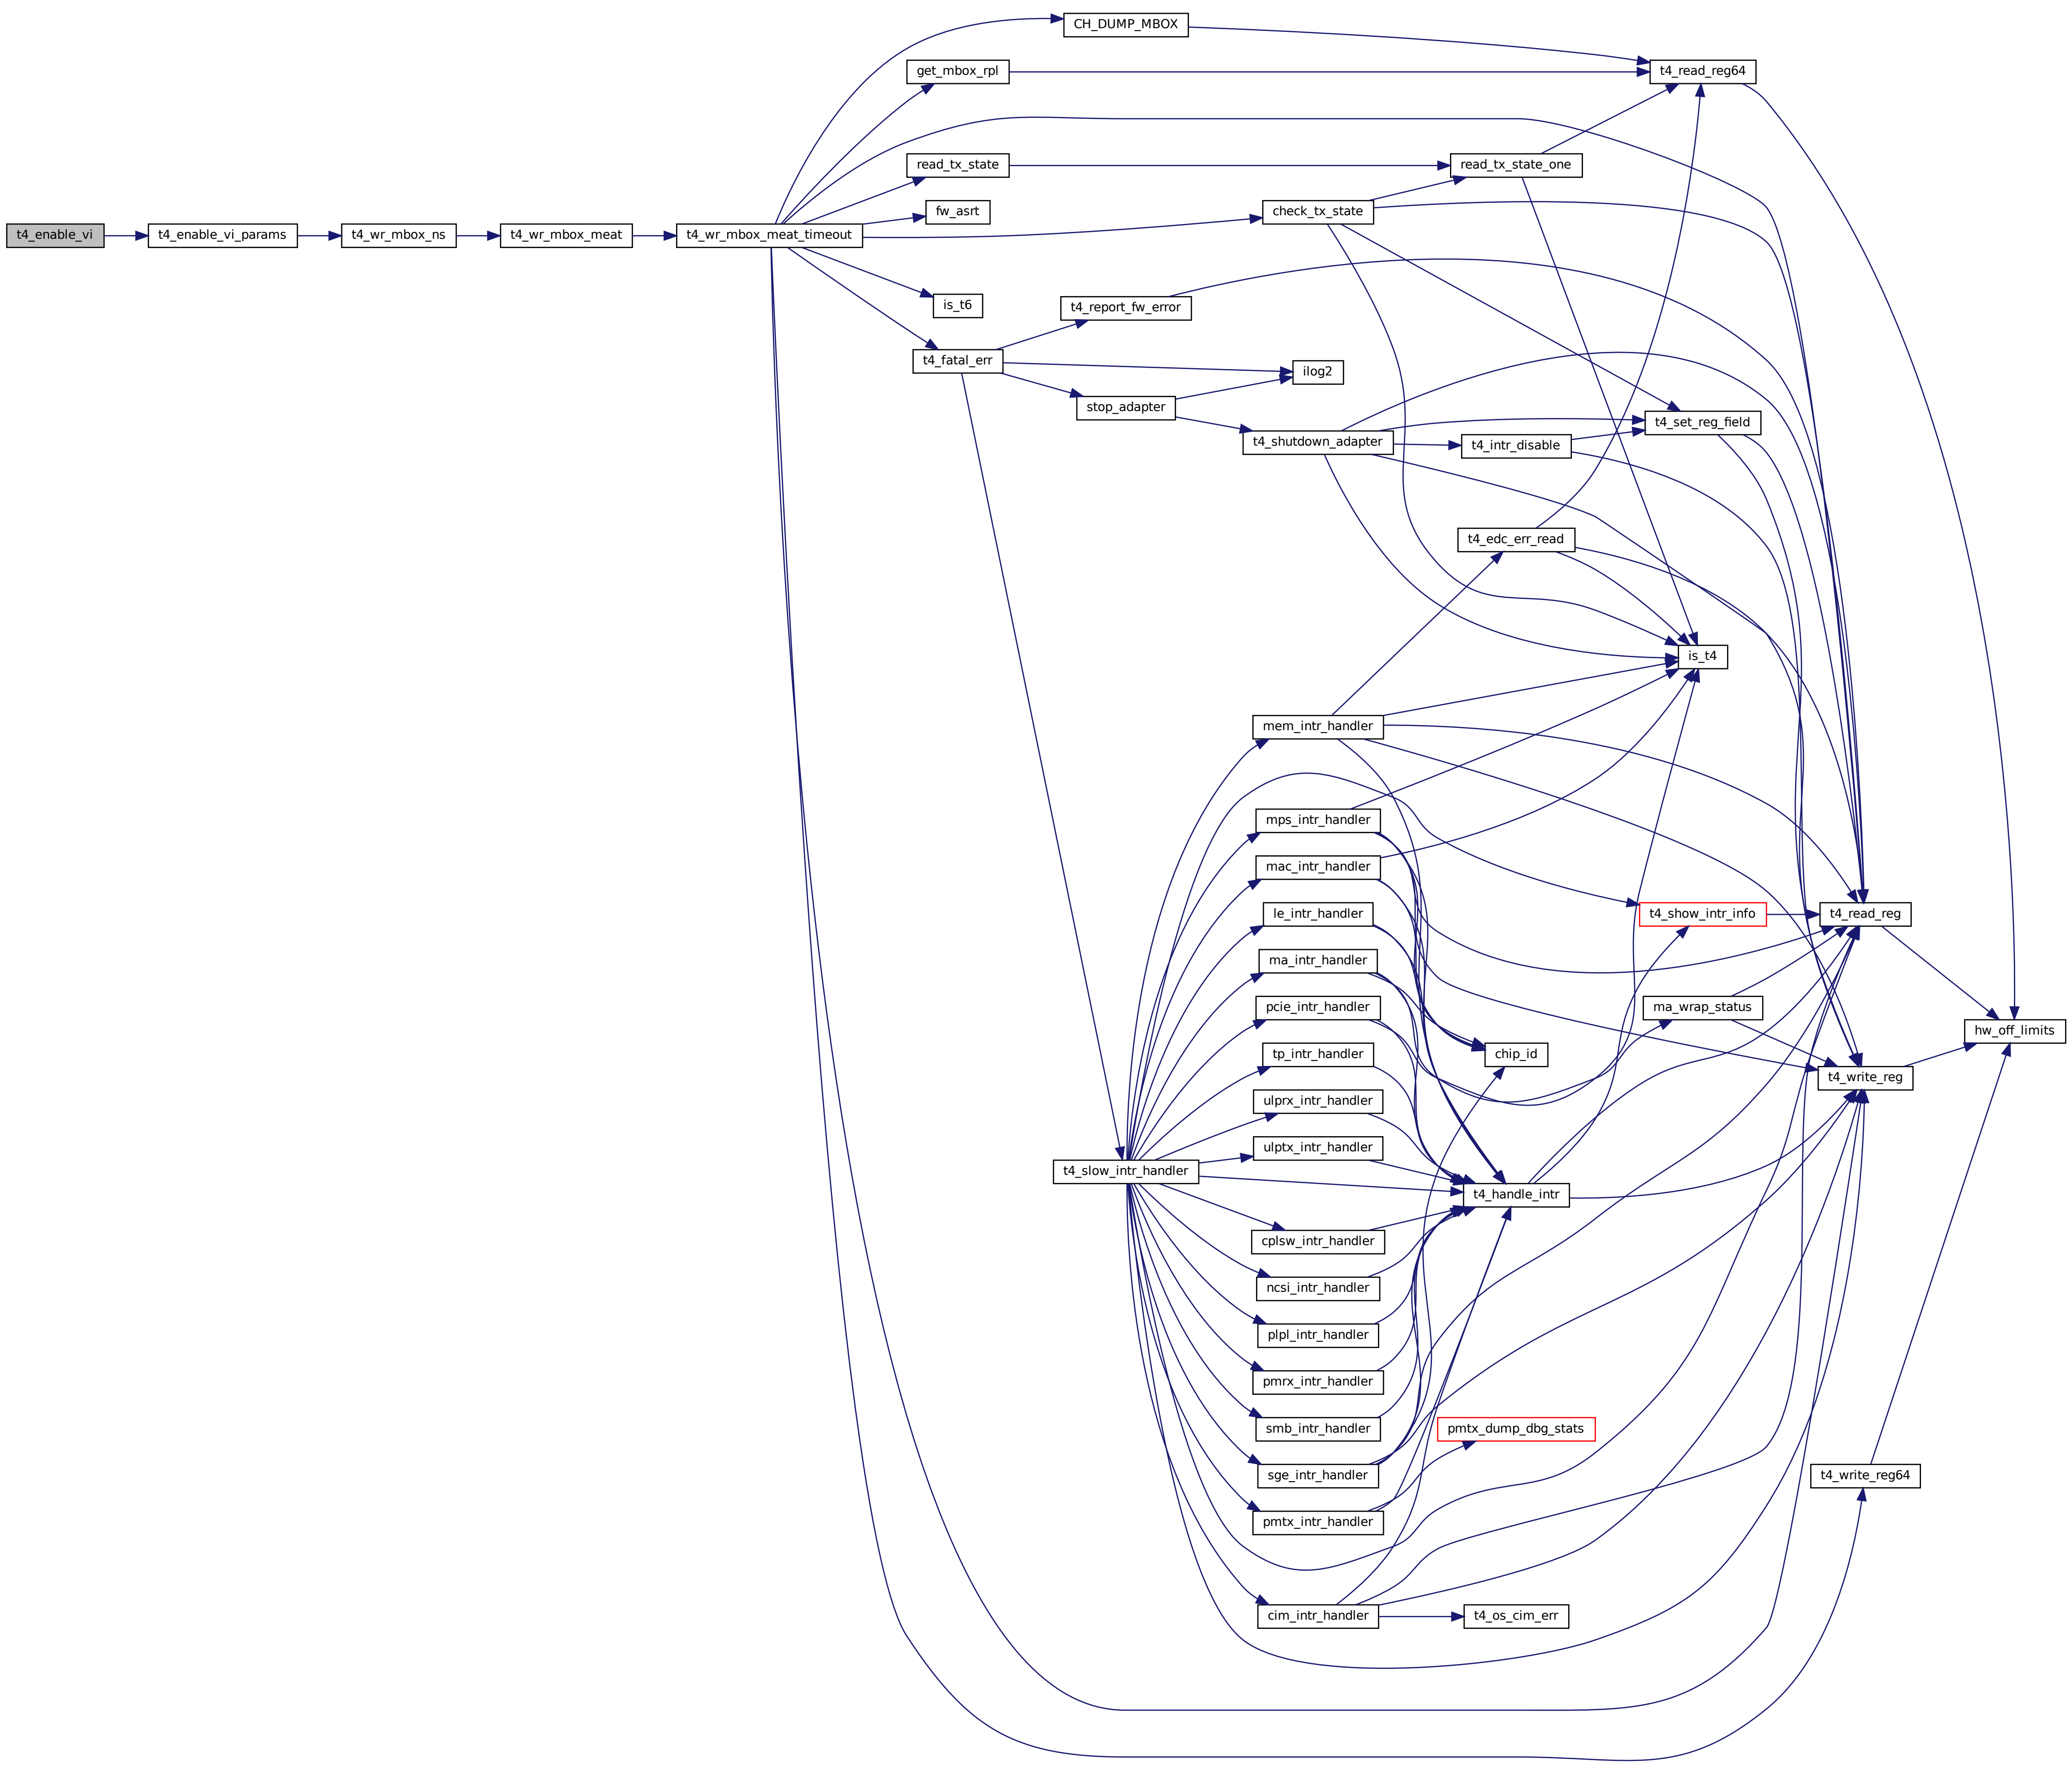 CH_DUMP_MBOX
get_mbox_rpl
t4_read_reg64
read_tx_state
read_tx_state_one
fw_asrt
check_tx_state
t4_enable_vi
t4_enable_vi_params
t4_wr_mbox_ns
t4_wr_mbox_meat
t4_wr_mbox_meat_timeout
is_t6
t4_report_fw_error
t4_fatal_err
ilog2
stop_adapter
t4_set_reg_field
t4_shutdown_adapter
t4_intr_disable
t4_edc_err_read
is_t4
mem_intr_handler
mps_intr_handler
mac_intr_handler
le_intr_handler
t4_show_intr_info
t4_read_reg
ma_intr_handler
pcie_intr_handler
ma_wrap_status
hw_off_limits
tp_intr_handler
chip_id
t4_write_reg
ulprx_intr_handler
ulptx_intr_handler
t4_slow_intr_handler
t4_handle_intr
cplsw_intr_handler
ncsi_intr_handler
plpl_intr_handler
pmrx_intr_handler
smb_intr_handler
pmtx_dump_dbg_stats
sge_intr_handler
t4_write_reg64
pmtx_intr_handler
cim_intr_handler
t4_os_cim_err